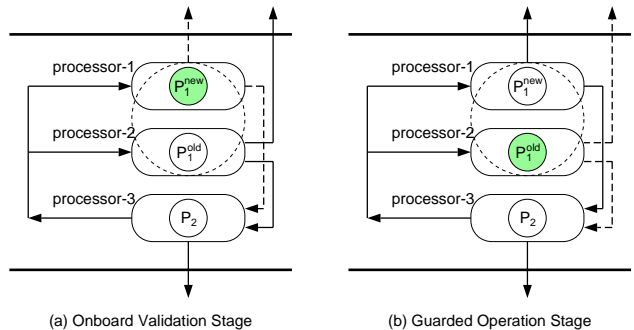 processor-1
P₁ⁿᵉʷ
processor-2
P₁ᵒˡᵈ
processor-3
P₂
(a) Onboard Validation Stage
processor-1
P₁ⁿᵉʷ
processor-2
P₁ᵒˡᵈ
processor-3
P₂
(b) Guarded Operation Stage